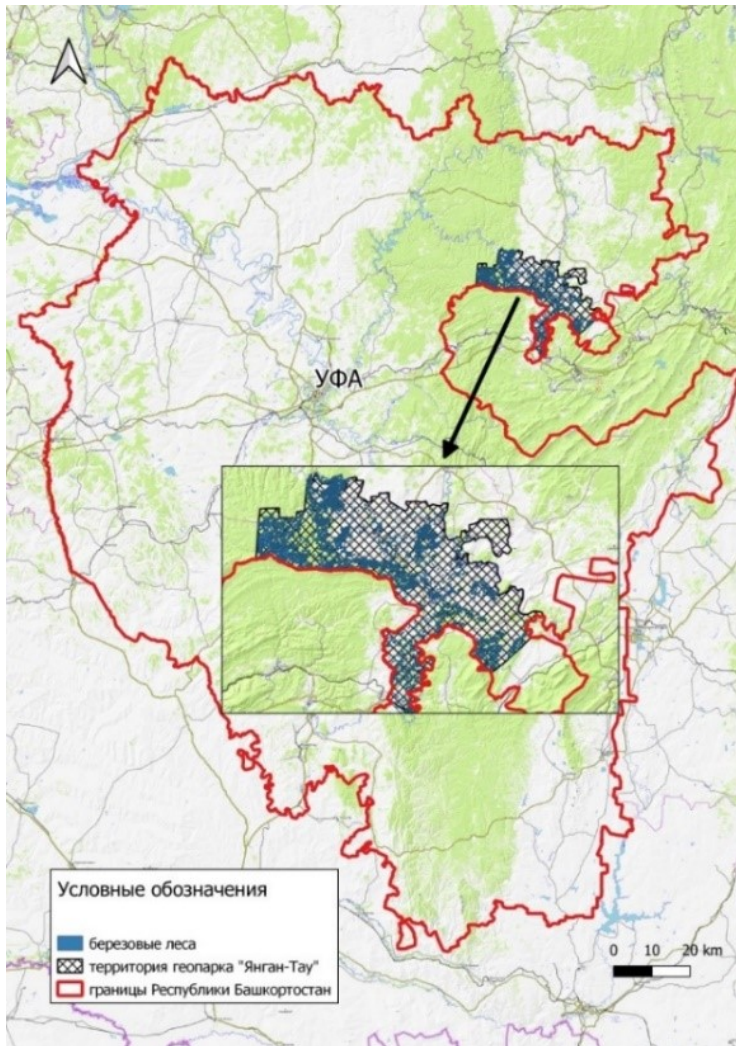 УФА
Условные обозначения
березовые леса
территория геопарка "Янган-Тау"
границы Республики Башкортостан
0 10 20 km